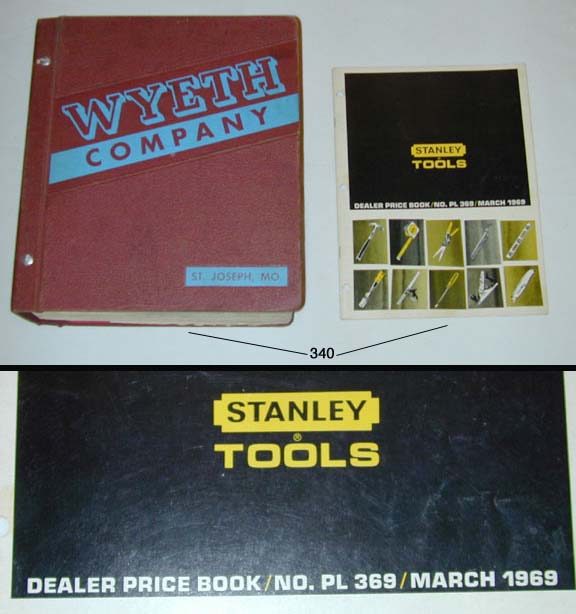 WYETH
COMPANY
ST. JOSEPH, MO.
STANLEY
®
TOOLS
DEALER PRICE BOOK/NO. PL 369/MARCH 1969
340
STANLEY
®
TOOLS
DEALER PRICE BOOK/NO. PL 369/MARCH 1969